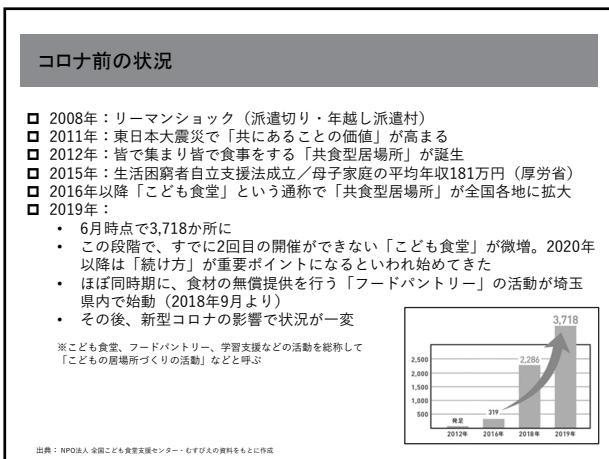 コロナ前の状況
2008年：リーマンショック（派遣切り・年越し派遣村）
2011年：東日本大震災で「共にあることの価値」が高まる
2012年：皆で集まり皆で食事をする「共食型居場所」が誕生
2015年：生活困窮者自立支援法成立／母子家庭の平均年収181万円（厚労省）
2016年以降「こども食堂」という通称で「共食型居場所」が全国各地に拡大
2019年：
• 6月時点で3,718か所に
• この段階で、すでに2回目の開催ができない「こども食堂」が微増。2020年
以降は「続け方」が重要ポイントになるといわれ始めてきた
• ほぼ同時期に、食材の無償提供を行う「フードパントリー」の活動が埼玉
県内で始動（2018年9月より）
• その後、新型コロナの影響で状況が一変
※こども食堂、フードパントリー、学習支援などの活動を総称して
「こどもの居場所づくりの活動」などと呼ぶ
3,718
2,500
2,286
2,000
1,500
1,000
500
発足
319
2012年 2016年 2018年 2019年
出典： NPO法人 全国こども食堂支援センター・むすびえの資料をもとに作成